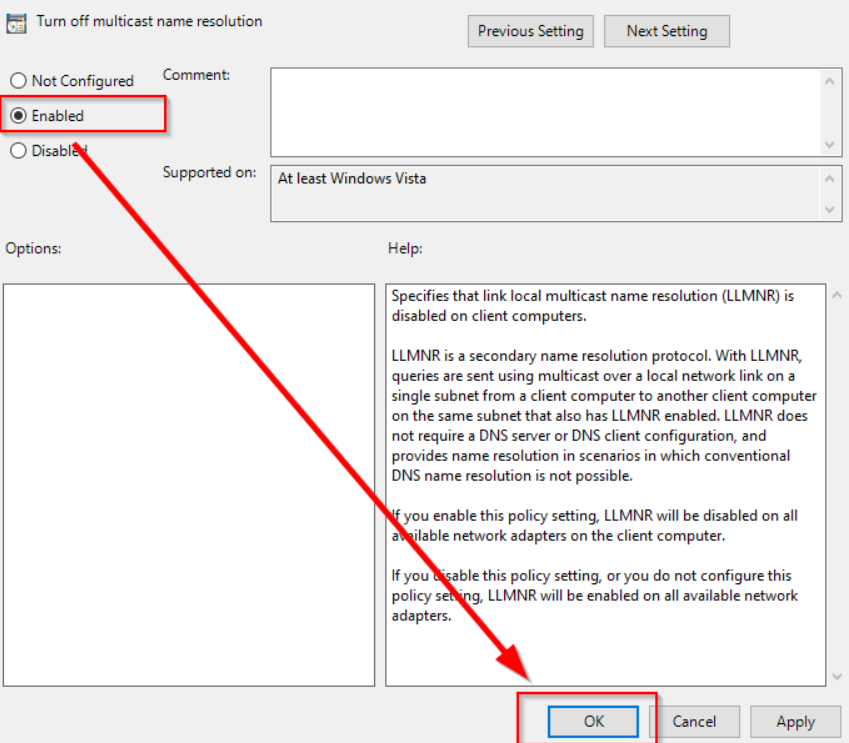 Turn off multicast name resolution
Previous Setting
Next Setting
Not Configured
Comment:
Enabled
Disabled
Supported on:
At least Windows Vista
Options:
Help:
Specifies that link local multicast name resolution (LLMNR) is
disabled on client computers.
LLMNR is a secondary name resolution protocol. With LLMNR,
queries are sent using multicast over a local network link on a
single subnet from a client computer to another client computer
on the same subnet that also has LLMNR enabled. LLMNR does
not require a DNS server or DNS client configuration, and
provides name resolution in scenarios in which conventional
DNS name resolution is not possible.
If you enable this policy setting, LLMNR will be disabled on all
available network adapters on the client computer.
If you disable this policy setting, or you do not configure this
policy setting, LLMNR will be enabled on all available network
adapters.
OK
Cancel
Apply